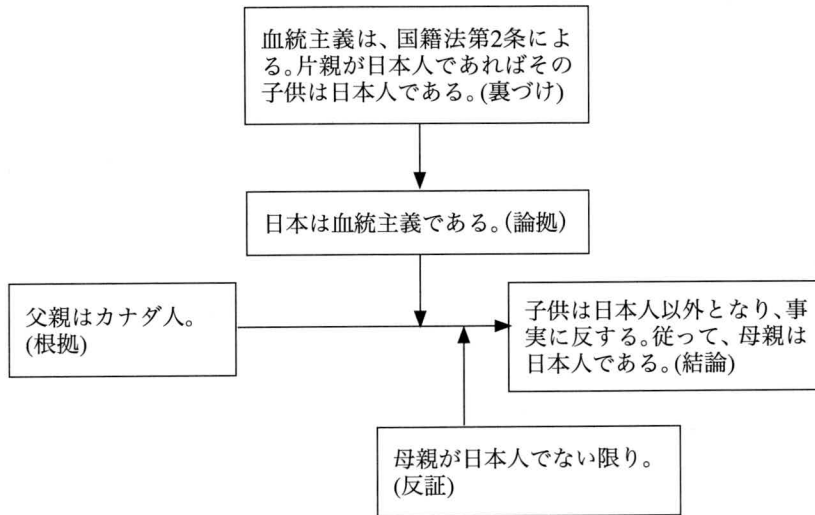 血統主義は、国籍法第2条によ
る。片親が日本人であればその
子供は日本人である。(裏づけ)
日本は血統主義である。(論拠)
父親はカナダ人。
(根拠)
子供は日本人以外となり、事
実に反する。従って、母親は
日本人である。(結論)
母親が日本人でない限り。
(反証)